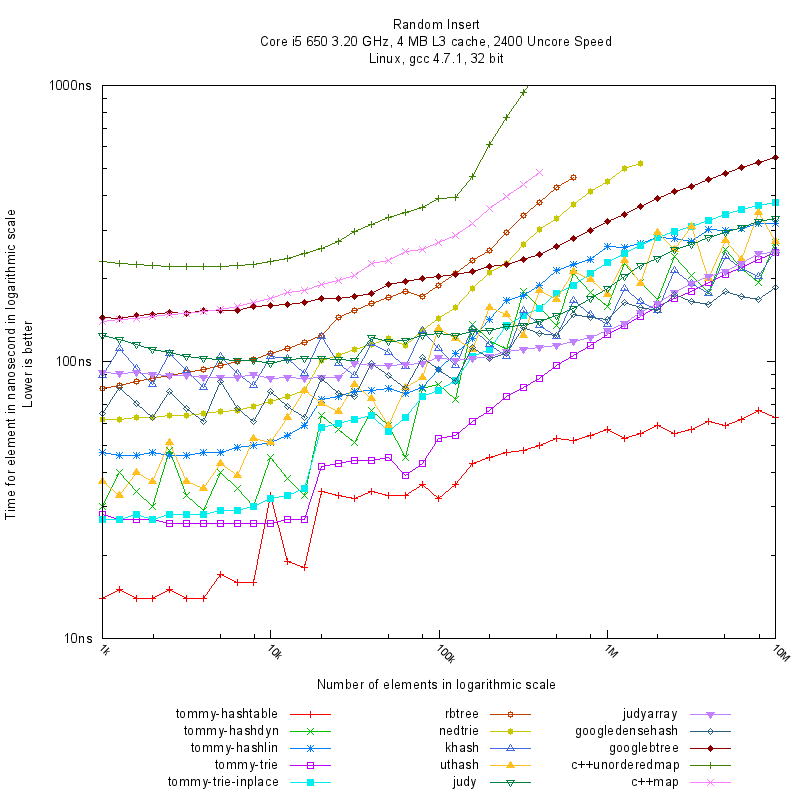 Random Insert
Core i5 650 3.20 GHz, 4 MB L3 cache, 2400 Uncore Speed
Linux, gcc 4.7.1, 32 bit
1000ns
100ns
10ns
Time for element in nanosecond in logarithmic scale
Lower is better
1k
10k
100k
1M
10M
Number of elements in logarithmic scale
tommy-hashtable
tommy-hashdyn
tommy-hashlin
tommy-trie
tommy-trie-inplace
rbtree
nedtrie
khash
uthash
judy
judyarray
googledensehash
googlebtree
c++unorderedmap
c++map